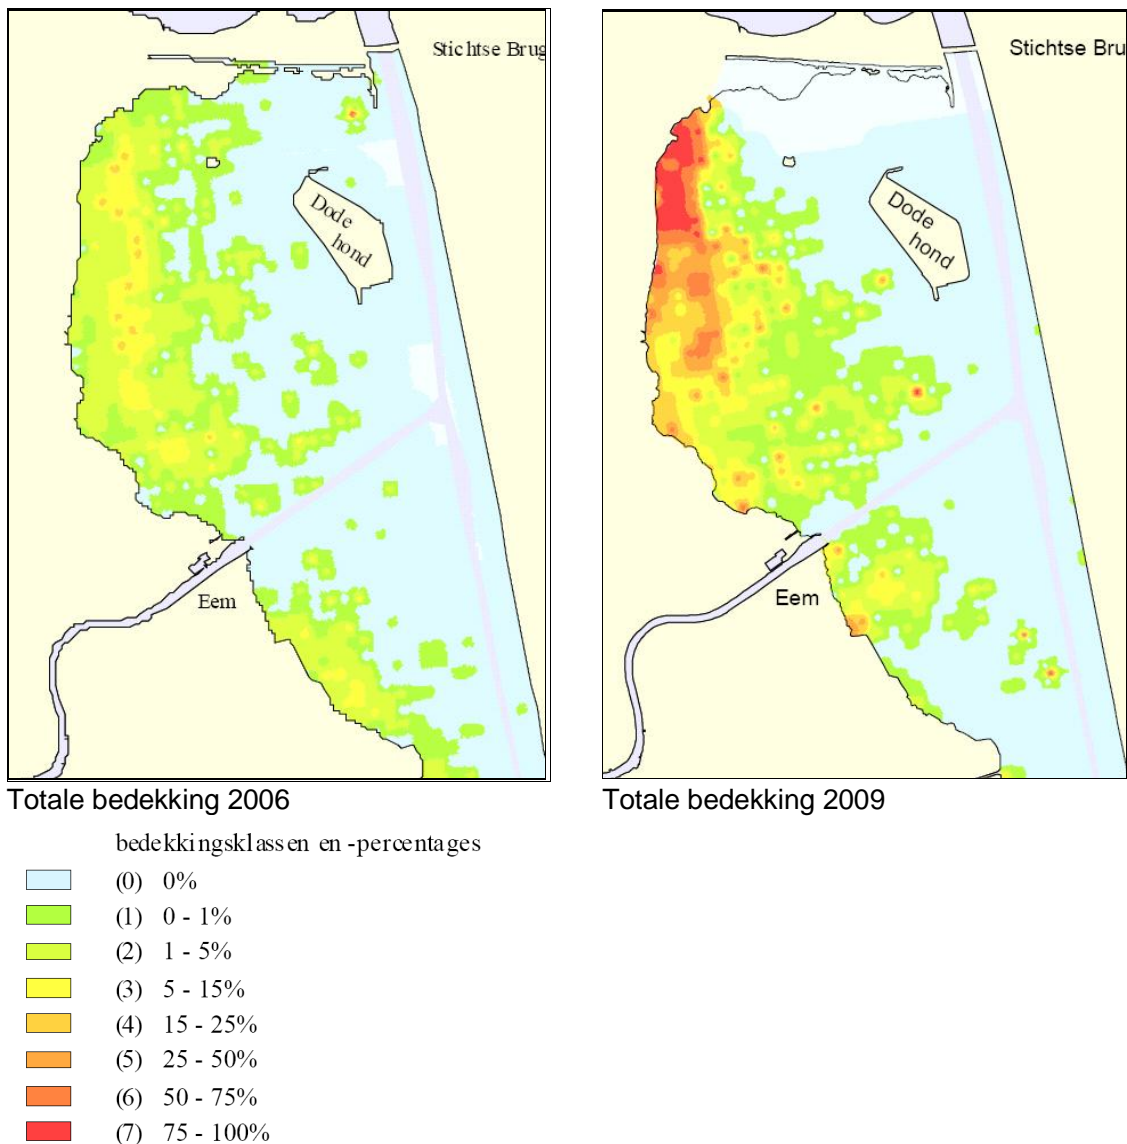 Stichtse Brug
Dode
hond
Eem
Totale bedekking 2006
Stichtse Bru
Dode
hond
Eem
Totale bedekking 2009
bedekkingsklassen en -percentages
(0) 0%
(1) 0 - 1%
(2) 1 - 5%
(3) 5 - 15%
(4) 15 - 25%
(5) 25 - 50%
(6) 50 - 75%
(7) 75 - 100%